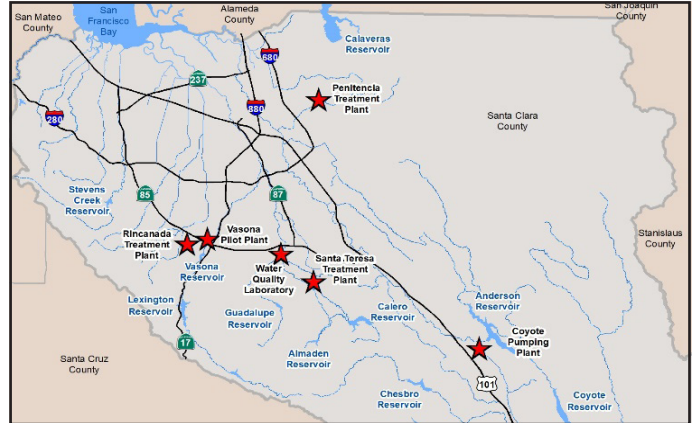 San Mateo
County
San
Francisco
Bay
Alameda
County
San Joaquin
County
Calaveras
Reservoir
680
237
880
280
Penitencia
Treatment
Plant
Santa Clara
County
Stevens
Creek
Reservoir
85
87
Stanislaus
County
Rincanada
Treatment
Plant
Vasona
Pilot Plant
Vasona
Reservoir
Water
Quality
Laboratory
Santa Teresa
Treatment
Plant
Lexington
Reservoir
Guadalupe
Reservoir
Calero
Reservoir
Anderson
Reservoir
17
Almaden
Reservoir
Coyote
Pumping
Plant
Santa Cruz
County
101
Chesbro
Reservoir
Coyote
Reservoir